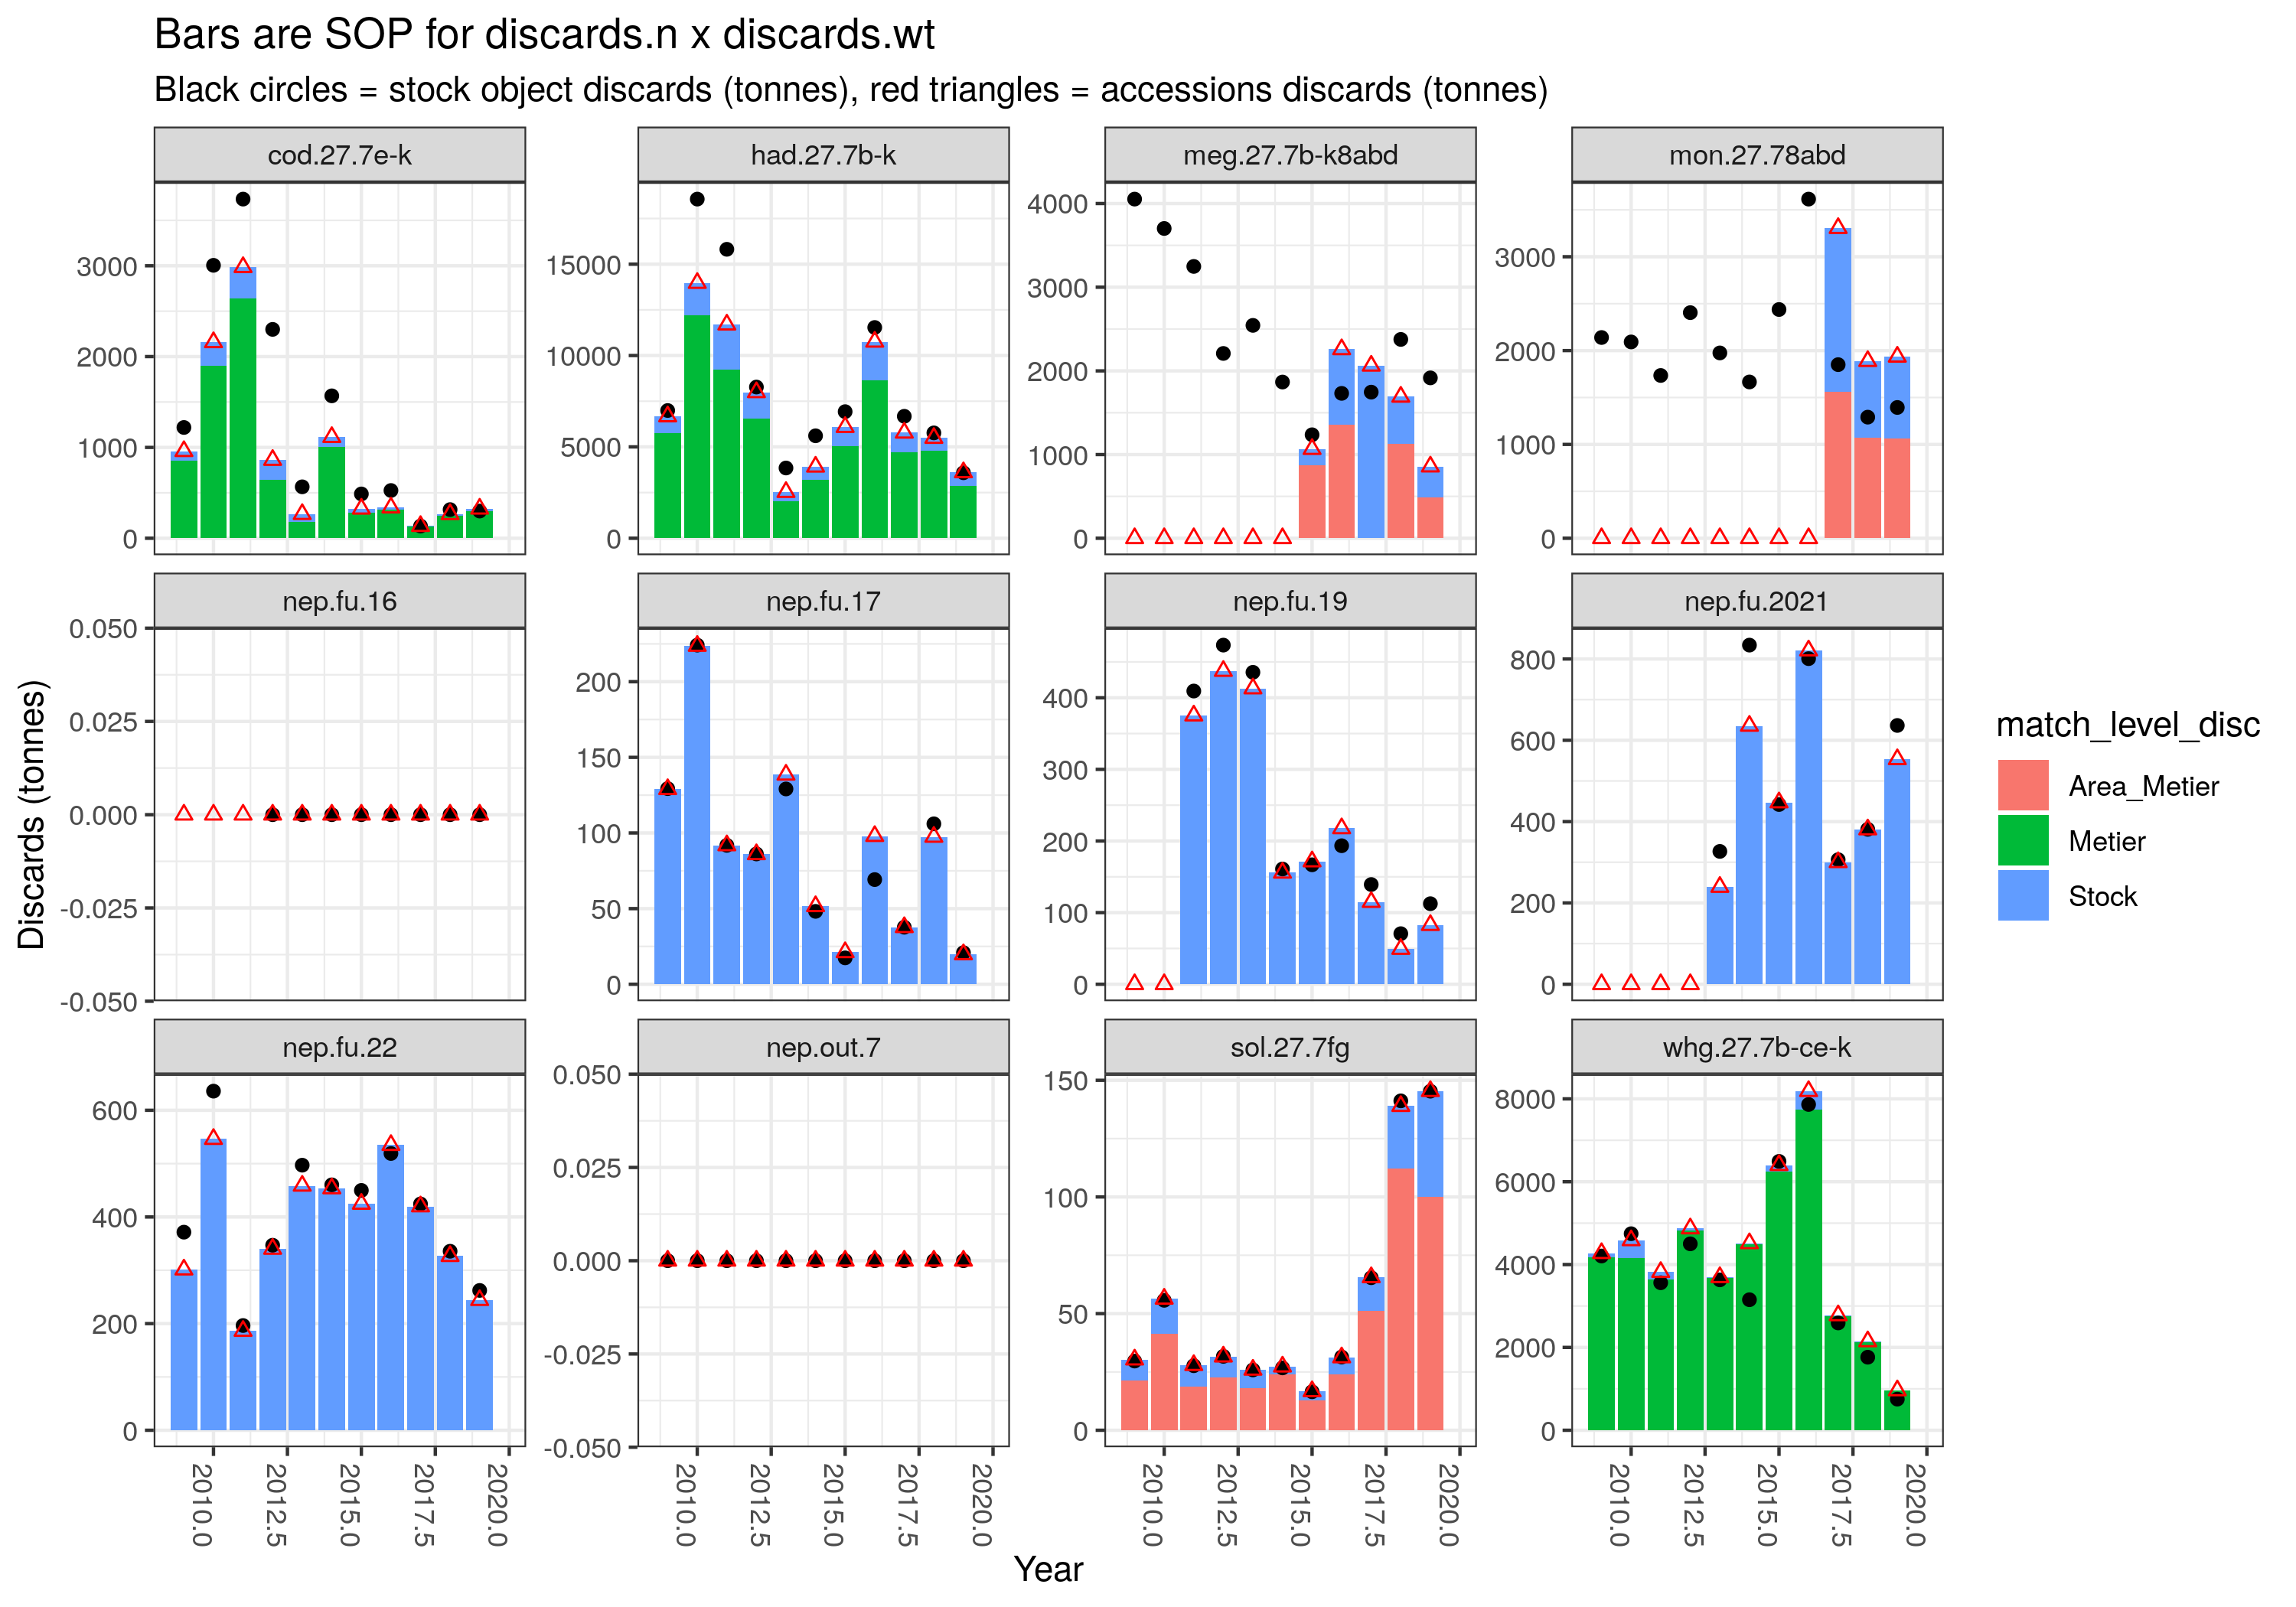 Bars are SOP for discards.n x discards.wt
Black circles = stock object discards (tonnes), red triangles = accessions discards (tonnes)
cod.27.7e-k had.27.7b-k meg.27.7b-k8abd mon.27.78abd
3000 15000 4000 3000
2000 10000 3000 2000
1000 5000 2000 1000
0 0 1000 0
0
nep.fu.16 nep.fu.17 nep.fu.19 nep.fu.2021
0.050 200 400 800
0.025 150 300 600
0.000 100 200 400
-0.025 50 100 200
-0.050 0 0 0
nep.fu.22 nep.out.7 sol.27.7fg whg.27.7b-ce-k
600 0.050 150 8000
400 0.025 100 6000
200 0.000 50 4000
0 -0.025 0 2000
-0.050 0
2010.0 2012.5 2015.0 2017.5 2020.0 2010.0 2012.5 2015.0 2017.5 2020.0 2010.0 2012.5 2015.0 2017.5 2020.0 2010.0 2012.5 2015.0 2017.5 2020.0
Year
Discards (tonnes)
match_level_disc
Area_Metier
Metier
Stock